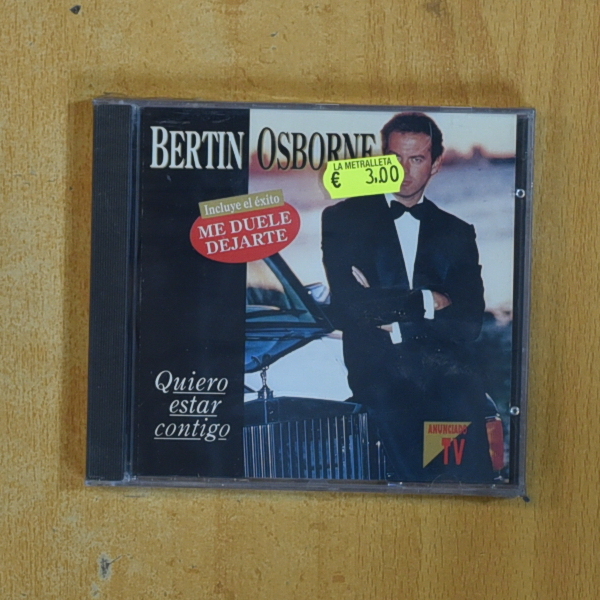 BERTIN OSBORNE
LA METRALLETA
€ 3,00
Incluye el éxito
ME DUELE
DEJARTE
Quiero
estar
contigo
ANUNCIADO
TV